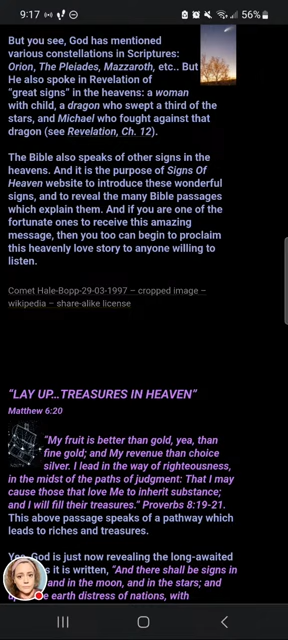 9:17
56%
But you see, God has mentioned
various constellations in Scriptures:
Orion, The Pleiades, Mazzaroth, etc.. But
He also spoke in Revelation of
“great signs” in the heavens: a woman
with child, a dragon who swept a third of the
stars, and Michael who fought against that
dragon (see Revelation, Ch. 12).
The Bible also speaks of other signs in the
heavens. And it is the purpose of Signs Of
Heaven website to introduce these wonderful
signs, and to reveal the many Bible passages
which explain them. And if you are one of the
fortunate ones to receive this amazing
message, then you too can begin to proclaim
this heavenly love story to anyone willing to
listen.
Comet Hale-Bopp-29-03-1997 – cropped image –
wikipedia – share-alike license
“LAY UP...TREASURES IN HEAVEN”
Matthew 6:20
“My fruit is better than gold, yea, than
fine gold; and My revenue than choice
silver. I lead in the way of righteousness,
in the midst of the paths of judgment: That I may
cause those that love Me to inherit substance;
and I will fill their treasures.” Proverbs 8:19-21.
This above passage speaks of a pathway which
leads to riches and treasures.
Yes, God is just now revealing the long-awaited
it is written, “And there shall be signs in
and in the moon, and in the stars; and
earth distress of nations, with